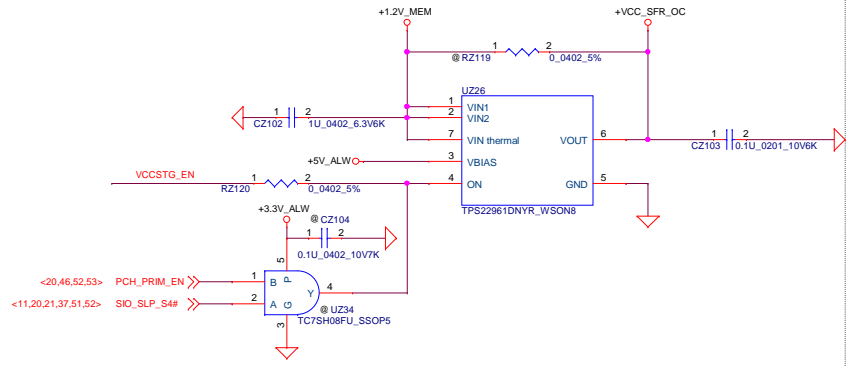 +1.2V_MEM
+VCC_SFR_OC
1 2
@ RZ119 0_0402_5%
UZ26
1 VIN1
2 VIN2
1 2
CZ102 1U_0402_6.3V6K
7 VIN thermal VOUT 6
1 2
CZ103 0.1U_0201_10V6K
+5V_ALW 3 VBIAS
VCCSTG_EN 1 2 4 ON GND 5
RZ120 0_0402_5%
TPS22961DNYR_WSON8
+3.3V_ALW
@ CZ104
1 2
0.1U_0402_10V7K
5
P
<20,46,52,53> PCH_PRIM_EN 1 B
Y 4
<11,20,21,37,51,52> SIO_SLP_S4# 2 A
G
3
@ UZ34
TC7SH08FU_SSOP5